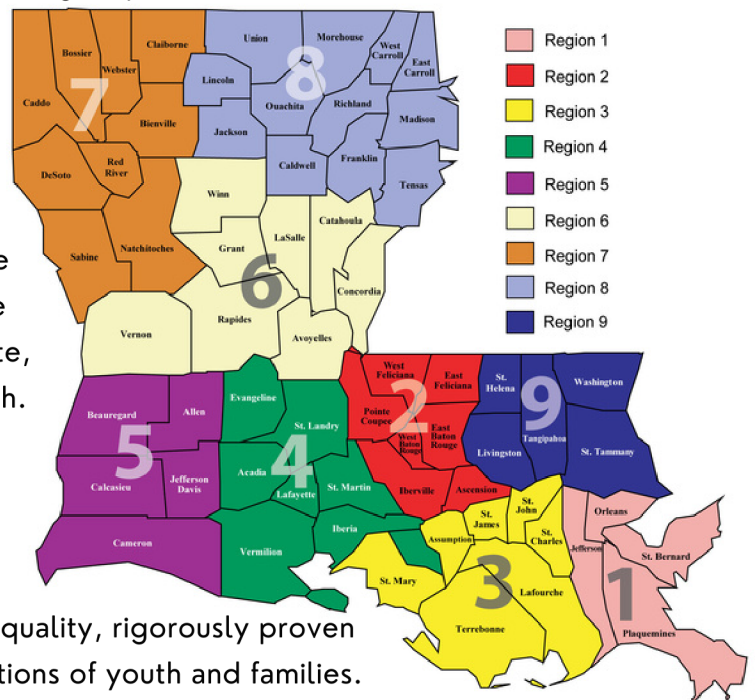 Union
Morehouse
West
Carroll
East
Carroll
Claiborne
Bossier
Webster
Lincoln
8
Ouachita
Richland
Caddo
7
Bienville
Jackson
Madison
Caldwell
Franklin
Tensas
DeSoto
Red
River
Winn
Catahoula
LaSalle
Grant
Sabine
Natchitoches
6
Concordia
Rapides
Vernon
Avoyelles
Region 1
Region 2
Region 3
Region 4
Region 5
Region 6
Region 7
Region 8
Region 9
e
e
te,
h.
West
Feliciana
East
Feliciana
St.
Helena
Washington
2
9
Pointe
Coupee
West
Baton
Rouge
East
Baton
Rouge
Tangipahoa
Livingston
St. Tammany
Iberville
Ascension
Evangeline
Beauregard
Allen
St. Landry
5
4
Acadia
Lafayette
St. Martin
Calcasieu
Jefferson
Davis
Iberia
Cameron
Vermilion
St.
John
St.
James
St.
Charles
Assumption
Orleans
Jefferson
St. Bernard
St. Mary
3
Lafourche
1
Terrebonne
Plaquemines
quality, rigorously proven
tions of youth and families.